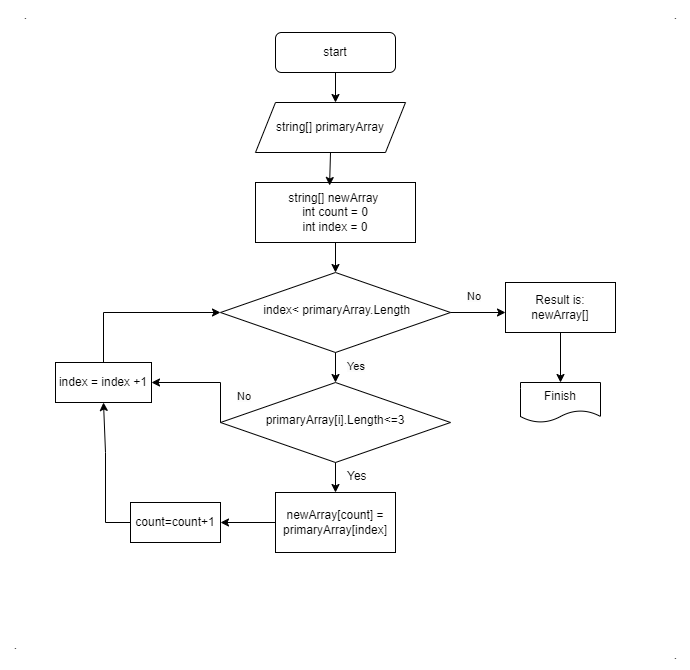 start
string[] primaryArray
string[] newArray
int count = 0
int index = 0
index< primaryArray.Length
No
Result is:
newArray[]
Yes
index = index +1
No
Finish
primaryArray[i].Length<=3
Yes
newArray[count] =
primaryArray[index]
count=count+1